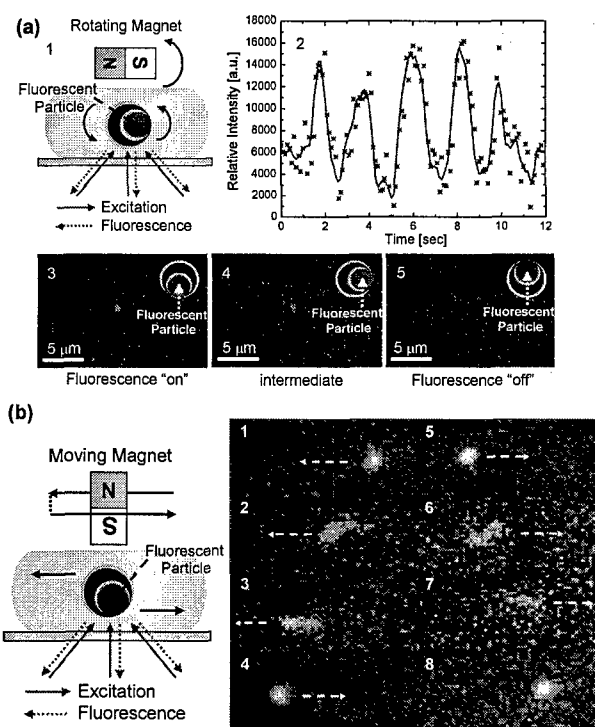 (a)
Rotating Magnet
1
N S
Fluorescent
Particle
Excitation
Fluorescence
2
Relative Intensity [a.u.]
18000
16000
14000
12000
10000
8000
6000
4000
2000
0 2 4 6 8 10 12
Time [sec]
3
Fluorescent
Particle
5 μm
Fluorescence "on"
4
Fluorescent
Particle
5 μm
intermediate
5
Fluorescent
Particle
5 μm
Fluorescence "off"
(b)
Moving Magnet
N
S
Fluorescent
Particle
Excitation
Fluorescence
1
2
3
4
5
6
7
8